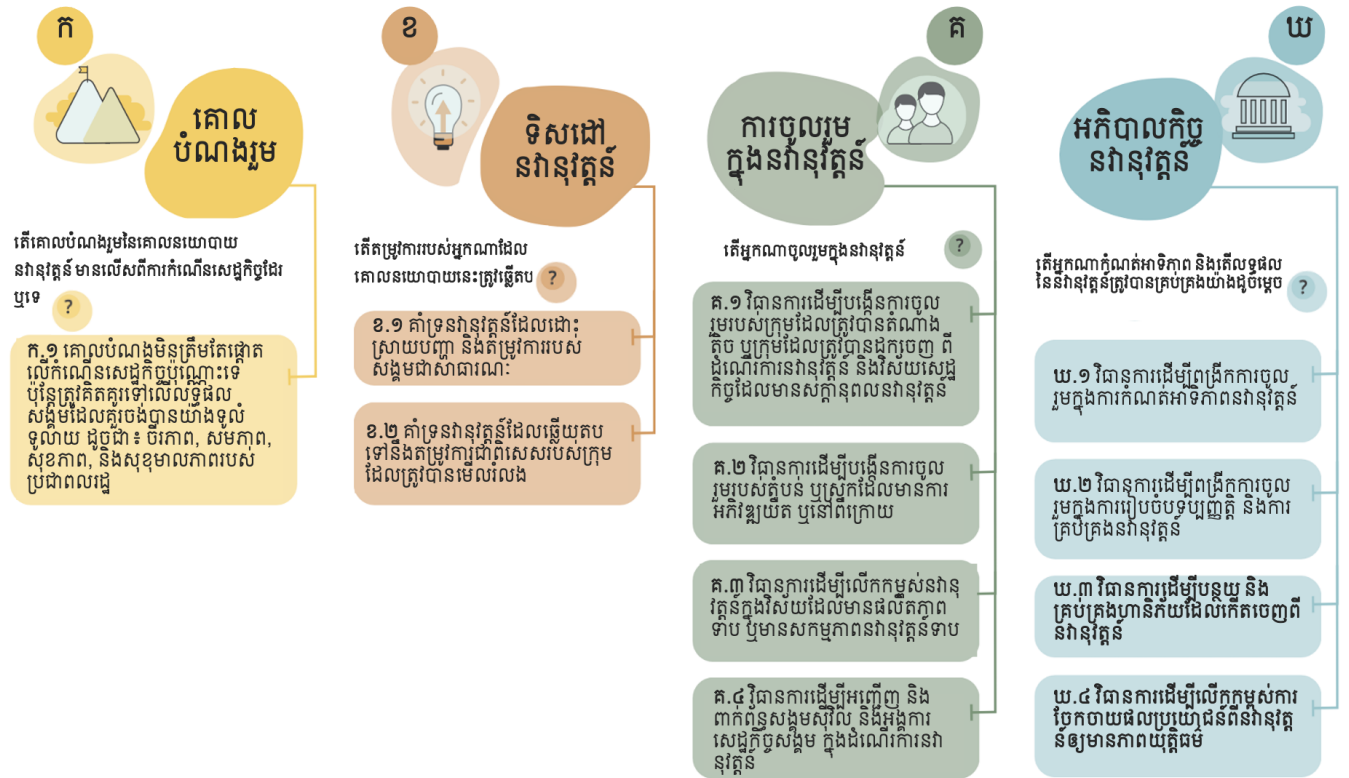 ក
គោល
បំណងរួម
តើគោលបំណងរួមនៃគោលនយោបាយ
នវានុវត្តន៍ មានលើសពីការកំណើនសេដ្ឋកិច្ចដែរ
ឬទេ
?
ក.១ គោលបំណងមិនត្រឹមតែផ្តោត
លើកំណើនសេដ្ឋកិច្ចប៉ុណ្ណោះទេ
ប៉ុន្តែត្រូវគិតគូរទៅលើលទ្ធផល
សង្គមដែលគួរចង់បានយ៉ាងទូលំ
ទូលាយ ដូចជា៖ ចីរភាព, សមភាព,
សុខភាព, និងសុខុមាលភាពរបស់
ប្រជាពលរដ្ឋ
ខ
ទិសដៅ
នវានុវត្តន៍
តើតម្រូវការរបស់អ្នកណាដែល
គោលនយោបាយនេះត្រូវឆ្លើតប
?
ខ.១ គាំទ្រនវានុវត្តន៍ដែលដោះ
ស្រាយបញ្ហា និងតម្រូវការរបស់
សង្គមជាសាធារណៈ
ខ.២ គាំទ្រនវានុវត្តន៍ដែលឆ្លើយតប
ទៅនឹងតម្រូវការជាពិសេសរបស់ក្រុម
ដែលត្រូវបានមើលរំលង
គ
ការចូលរួម
ក្នុងនវានុវត្តន៍
តើអ្នកណាចូលរួមក្នុងនវានុវត្តន៍
?
គ.១ វិធានការដើម្បីបង្កើនការចូល
រួមរបស់ក្រុមដែលត្រូវបានតំណាង
តិច ឬក្រុមដែលត្រូវបានដកចេញ ពី
ដំណើរការនវានុវត្តន៍ និងវិស័យសេដ្ឋ
កិច្ចដែលមានសក្តានុពលនវានុវត្តន៍
គ.២ វិធានការដើម្បីបង្កើនការចូល
រួមរបស់តំបន់ ឬស្រុកដែលមានការ
អភិវឌ្ឍយឺត ឬនៅពីក្រោយ
គ.៣ វិធានការដើម្បីលើកកម្ពស់នវានុ
វត្តន៍ក្នុងវិស័យដែលមានផលិតភាព
ទាប ឬមានសកម្មភាពនវានុវត្តន៍ទាប
គ.៤ វិធានការដើម្បីអញ្ជើញ និង
ពាក់ព័ន្ធសង្គមស៊ីវិល និងអង្គការ
សេដ្ឋកិច្ចសង្គម ក្នុងដំណើរការនវា
នុវត្តន៍
ឃ
អភិបាលកិច្ច
នវានុវត្តន៍
តើអ្នកណាកំណត់អាទិភាព និងតើលទ្ធផល
នៃនវានុវត្តន៍ត្រូវបានគ្រប់គ្រងយ៉ាងដូចម្តេច
?
ឃ.១ វិធានការដើម្បីពង្រីកការចូល
រួមក្នុងការកំណត់អាទិភាពនវានុវត្តន៍
ឃ.២ វិធានការដើម្បីពង្រីកការចូល
រួមក្នុងការរៀបចំបទប្បញ្ញត្តិ និងការ
គ្រប់គ្រងនវានុវត្តន៍
ឃ.៣ វិធានការដើម្បីបន្ថយ និង
គ្រប់គ្រងហានិភ័យដែលកើតចេញពី
នវានុវត្តន៍
ឃ.៤ វិធានការដើម្បីលើកកម្ពស់ការ
ចែកចាយផលប្រយោជន៍ពីនវានុវត្ត
ន៍ឲ្យមានភាពយុត្តិធម៌